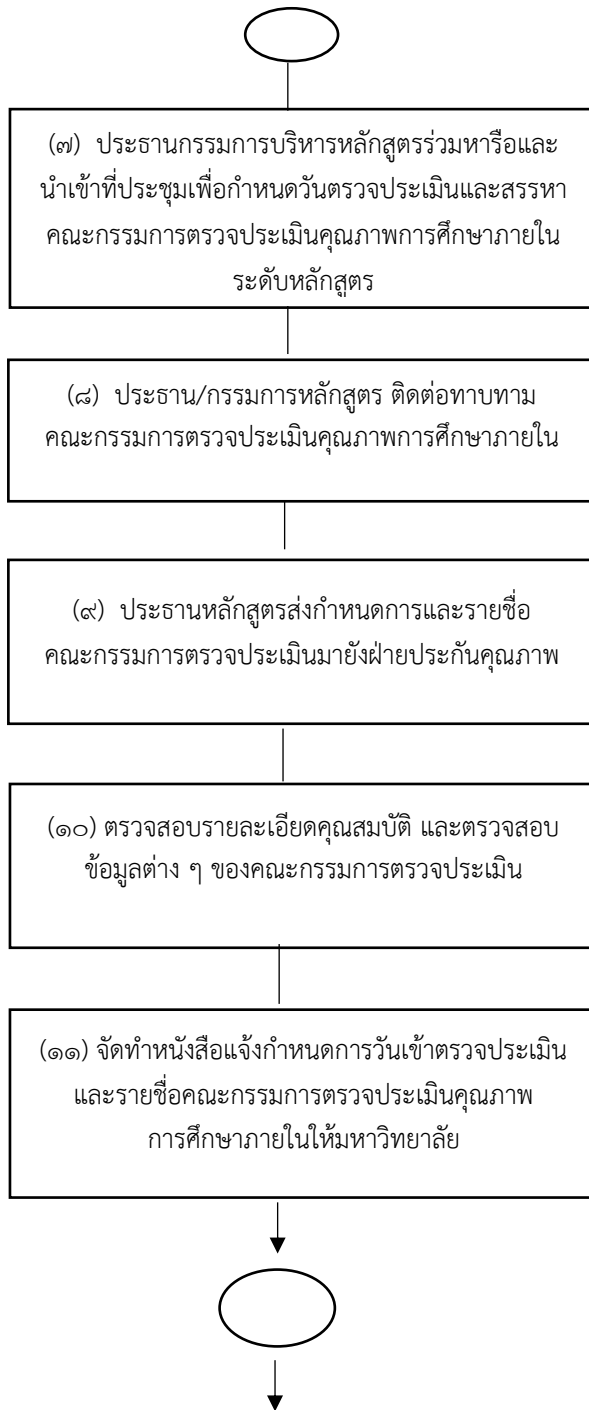 (๗) ประธานกรรมการบริหารหลักสูตรร่วมหารือและ
นำเข้าที่ประชุมเพื่อกำหนดวันตรวจประเมินและสรรหา
คณะกรรมการตรวจประเมินคุณภาพการศึกษาภายใน
ระดับหลักสูตร
(๘) ประธาน/กรรมการหลักสูตร ติดต่อทาบทาม
คณะกรรมการตรวจประเมินคุณภาพการศึกษาภายใน
(๙) ประธานหลักสูตรส่งกำหนดการและรายชื่อ
คณะกรรมการตรวจประเมินมายังฝ่ายประกันคุณภาพ
(๑๐) ตรวจสอบรายละเอียดคุณสมบัติ และตรวจสอบ
ข้อมูลต่าง ๆ ของคณะกรรมการตรวจประเมิน
(๑๑) จัดทำหนังสือแจ้งกำหนดการวันเข้าตรวจประเมิน
และรายชื่อคณะกรรมการตรวจประเมินคุณภาพ
การศึกษาภายในให้มหาวิทยาลัย